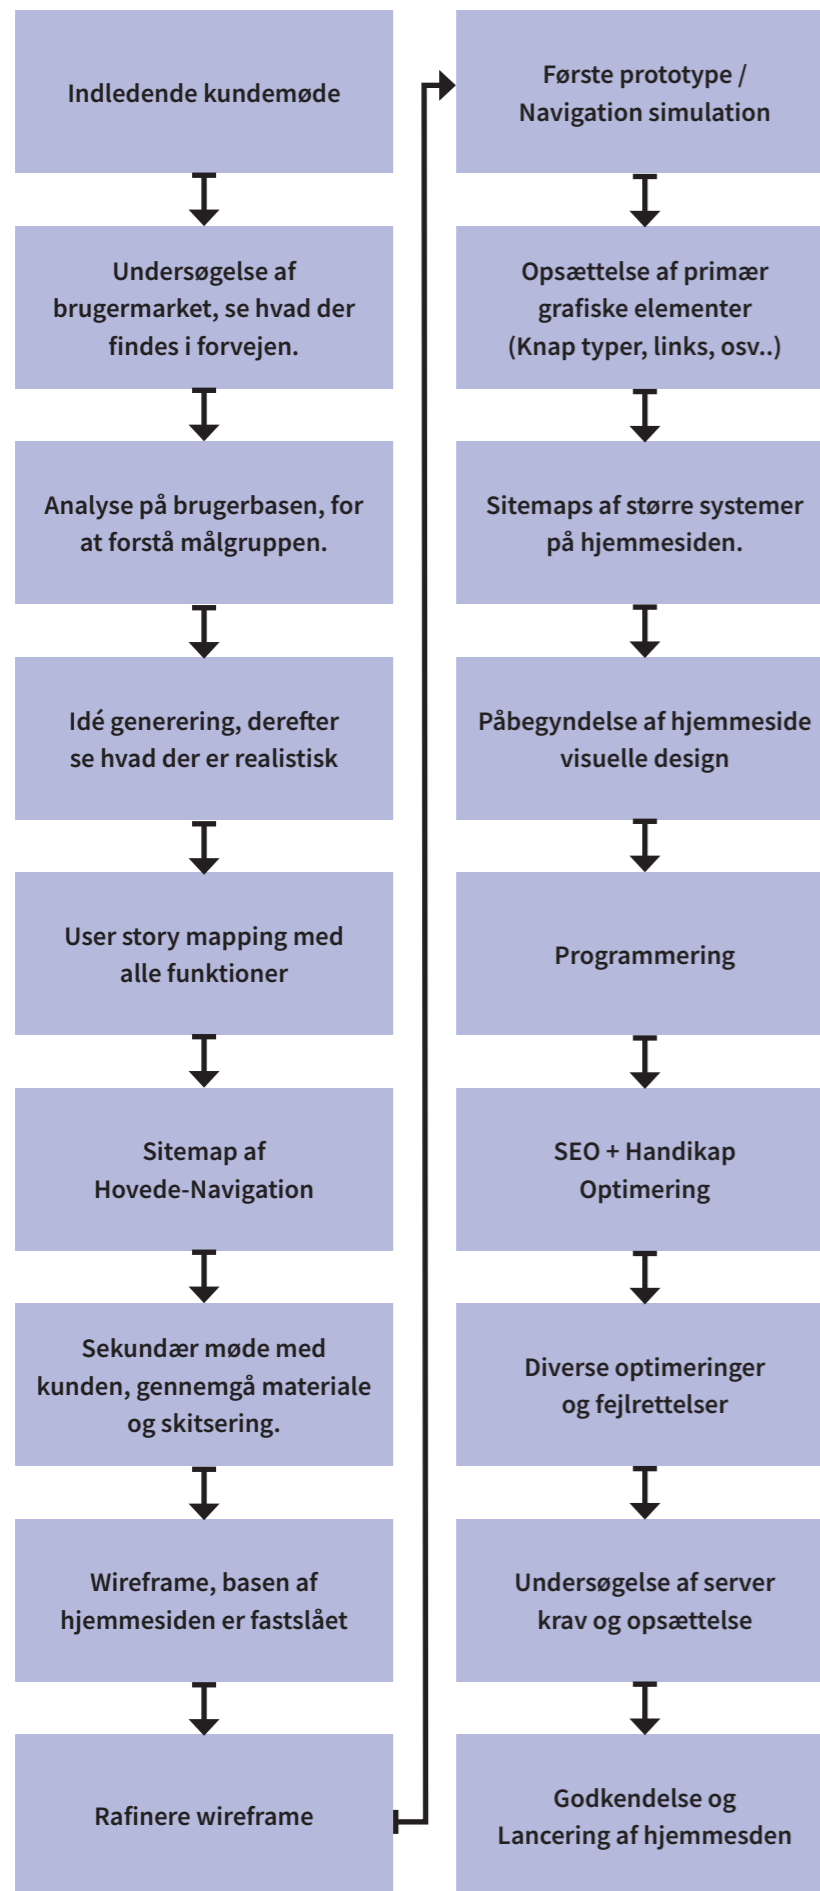 Indledende kundemøde
Undersøgelse af
brugermarket, se hvad der
findes i forvejen.
Analyse på brugerbasen, for
at forstå målgruppen.
Idé generering, derefter
se hvad der er realistisk
User story mapping med
alle funktioner
Sitemap af
Hovede-Navigation
Sekundær møde med
kunden, gennemgå materiale
og skitsering.
Wireframe, basen af
hjemmesiden er fastslået
Rafinere wireframe
Første prototype /
Navigation simulation
Opsættelse af primær
grafiske elementer
(Knap typer, links, osv..)
Sitemaps af større systemer
på hjemmesiden.
Påbegyndelse af hjemmeside
visuelle design
Programmering
SEO + Handikap
Optimering
Diverse optimeringer
og fejlrettelser
Undersøgelse af server
krav og opsættelse
Godkendelse og
Lancering af hjemmesden